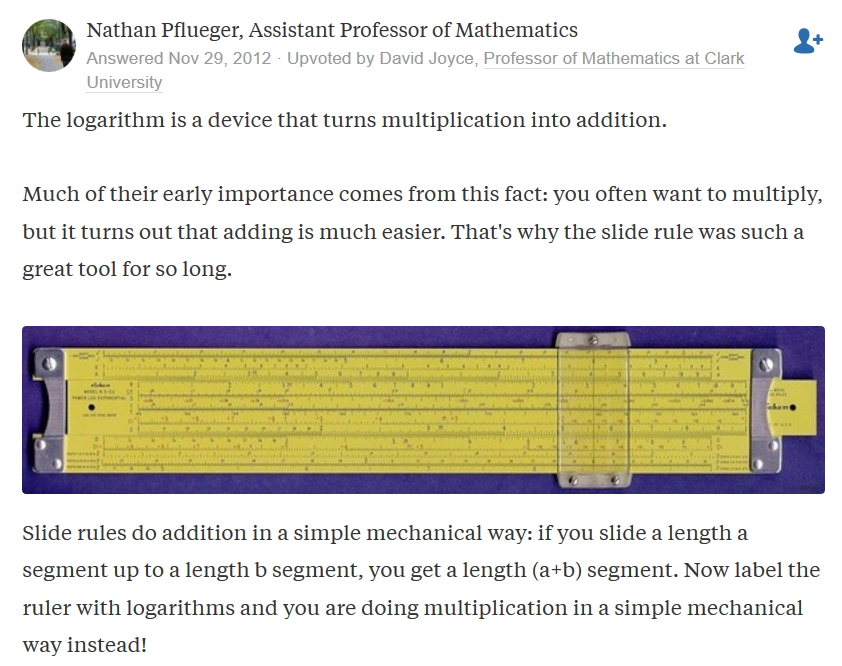 Nathan Pflueger, Assistant Professor of Mathematics
Answered Nov 29, 2012 · Upvoted by David Joyce, Professor of Mathematics at Clark
University
The logarithm is a device that turns multiplication into addition.
Much of their early importance comes from this fact: you often want to multiply,
but it turns out that adding is much easier. That's why the slide rule was such a
great tool for so long.
Slide rules do addition in a simple mechanical way: if you slide a length a
segment up to a length b segment, you get a length (a+b) segment. Now label the
ruler with logarithms and you are doing multiplication in a simple mechanical
way instead!